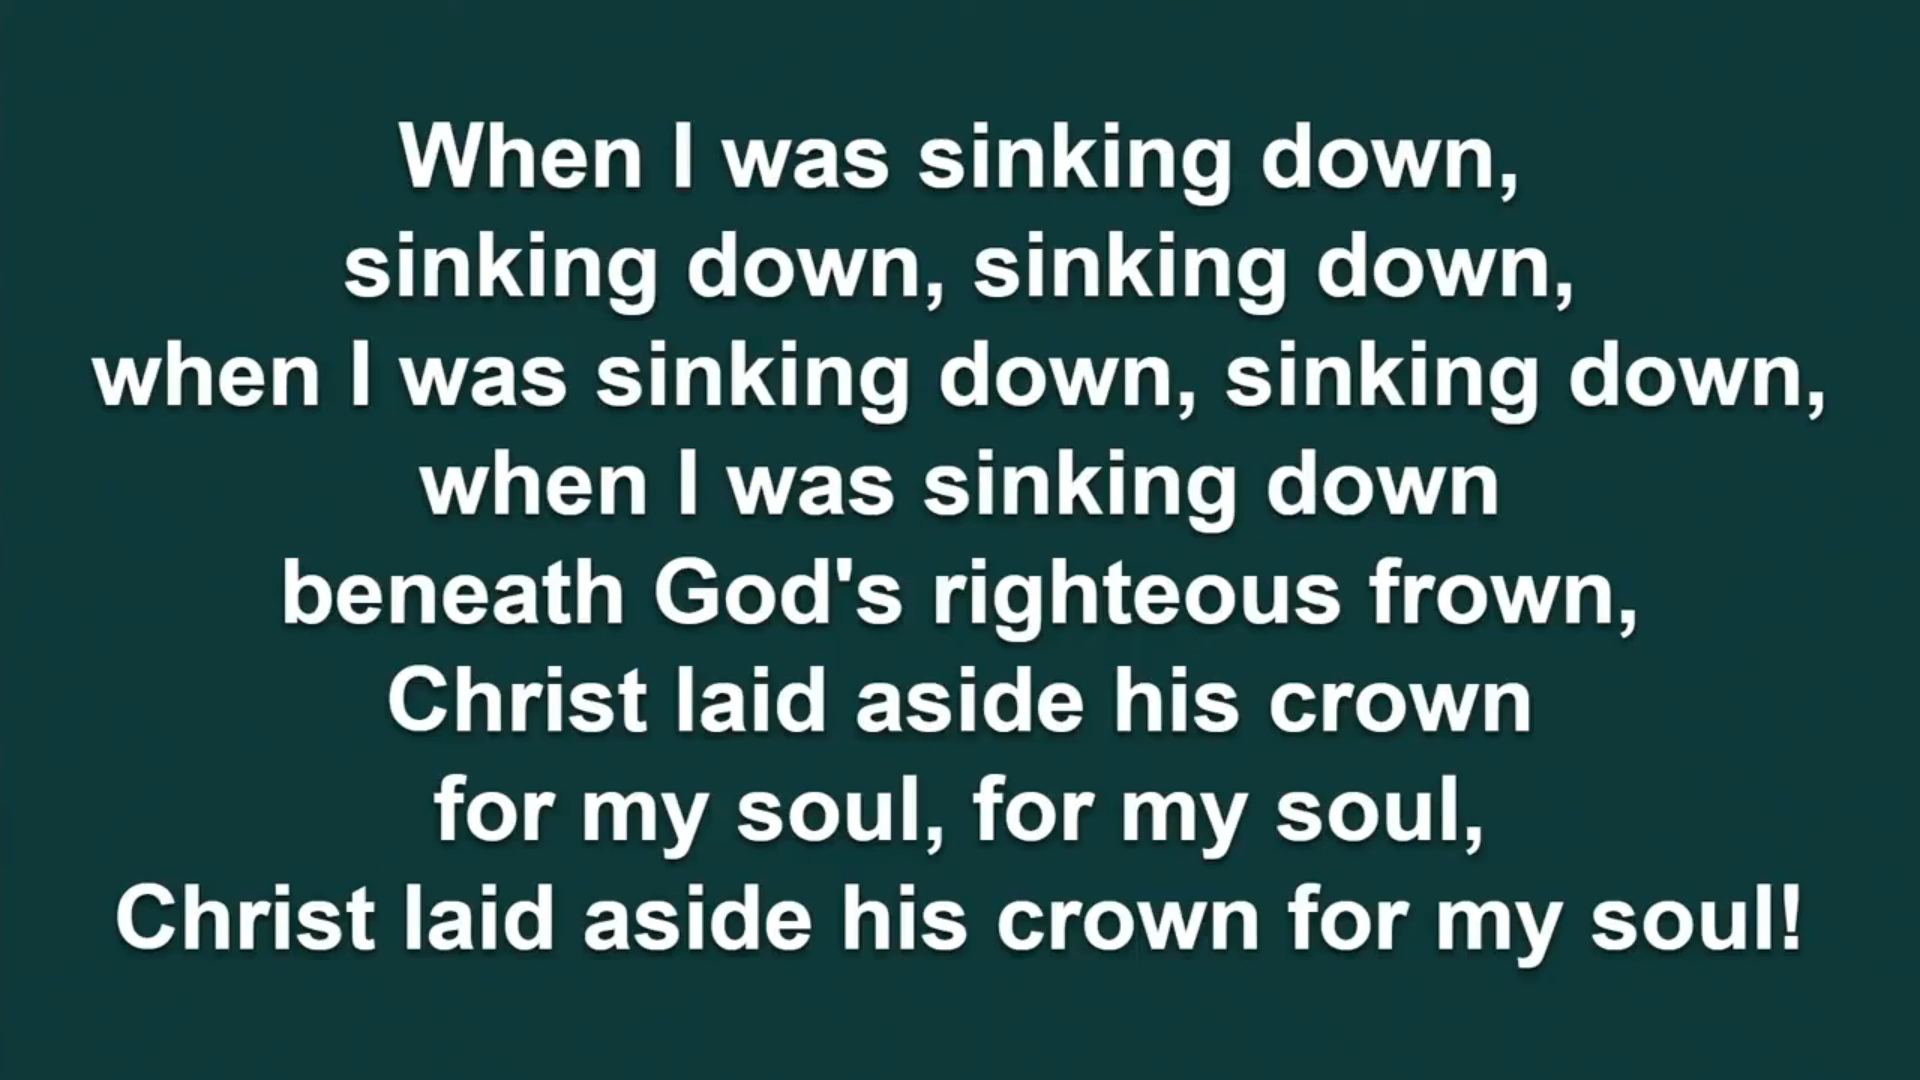 When I was sinking down,
sinking down, sinking down,
when I was sinking down, sinking down,
when I was sinking down
beneath God's righteous frown,
Christ laid aside his crown
for my soul, for my soul,
Christ laid aside his crown for my soul!